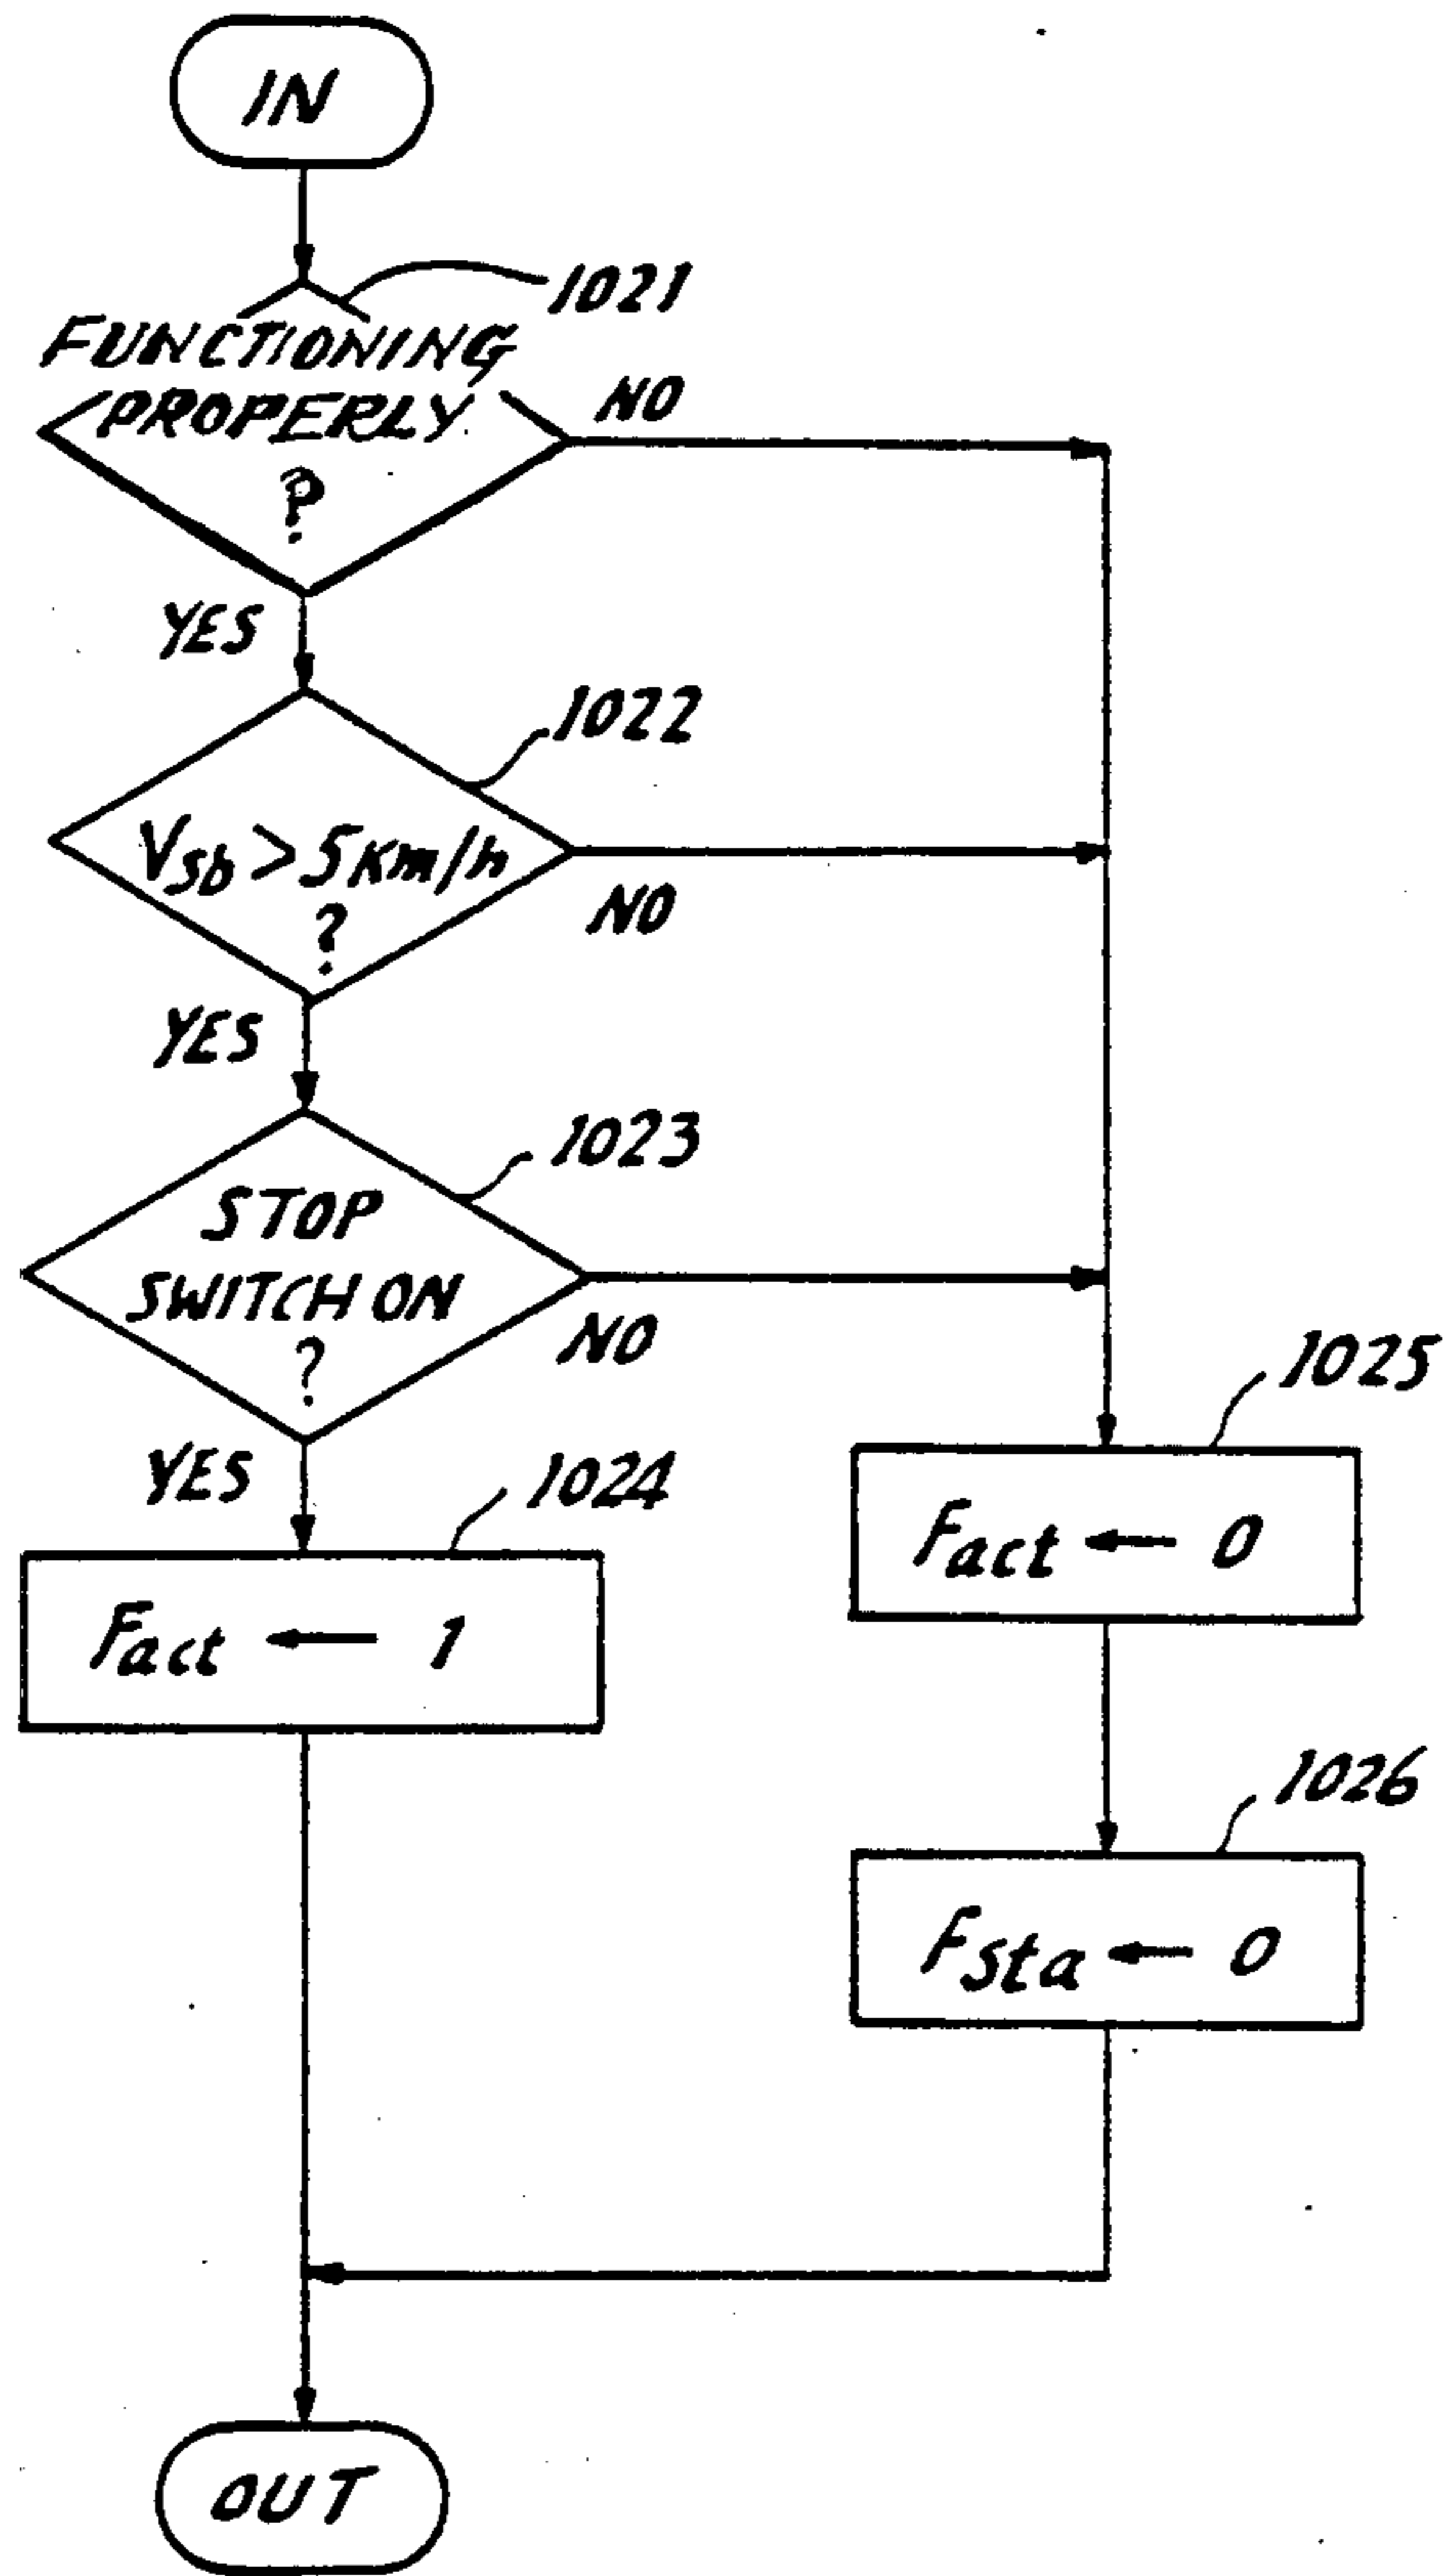 IN
1021
FUNCTIONING
PROPERLY
?
NO
YES
1022
Vsb > 5Km/h
?
NO
YES
1023
STOP
SWITCH ON
?
NO
YES
1024
Fact ← 1
1025
Fact ← 0
1026
Fsta ← 0
OUT